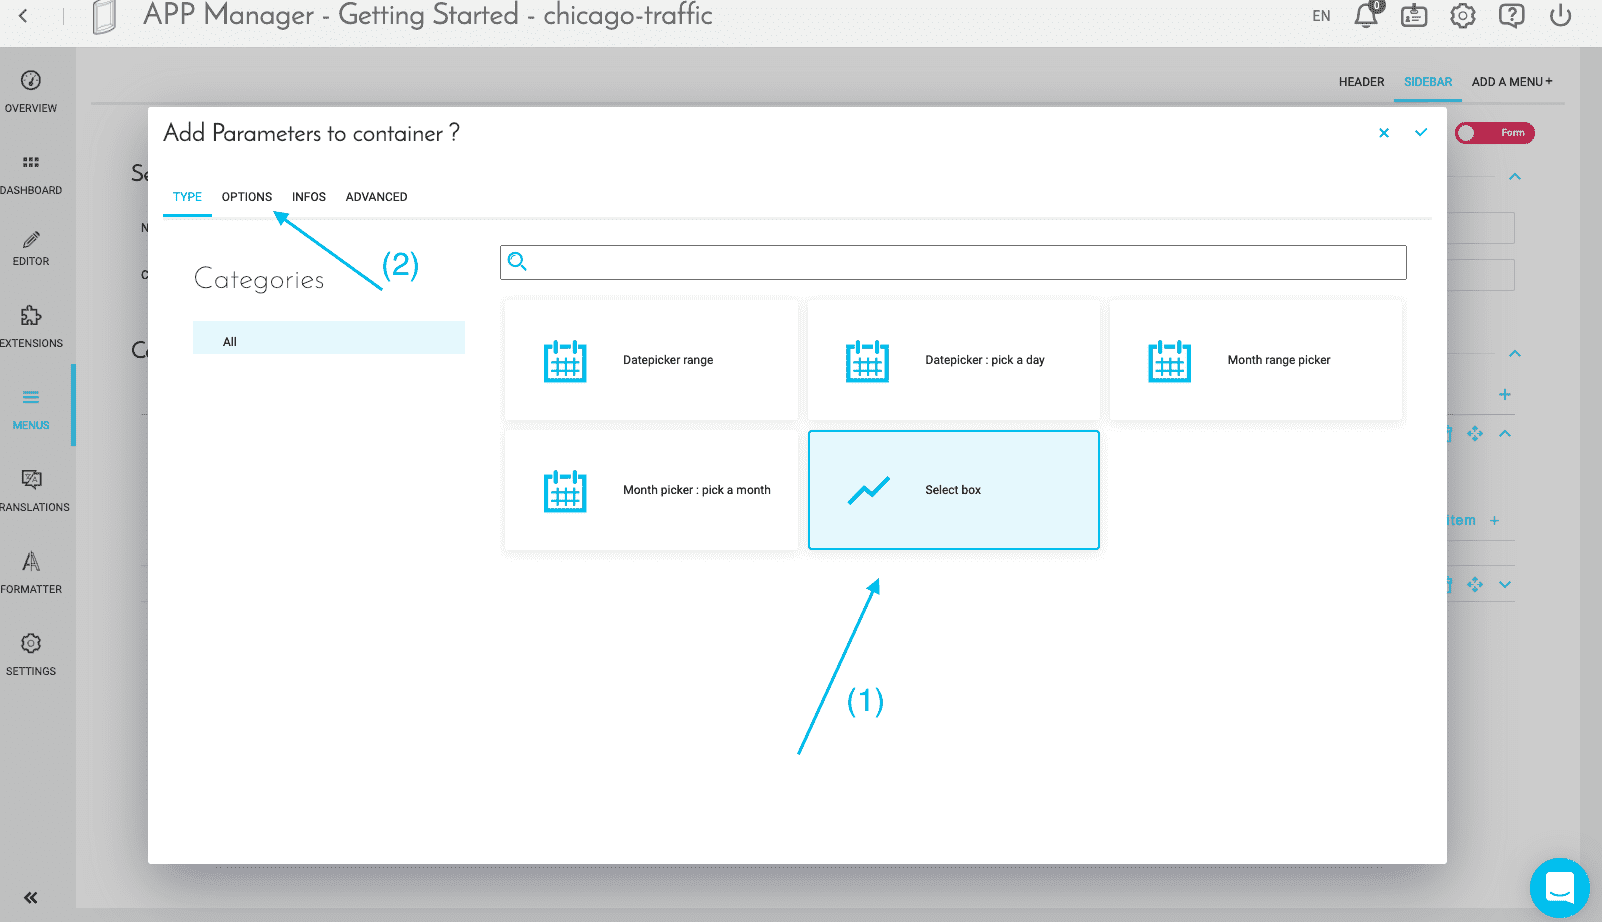 APP Manager - Getting Started - chicago-traffic
EN
0
HEADER
SIDEBAR
ADD A MENU +
OVERVIEW
DASHBOARD
EDITOR
EXTENSIONS
MENUS
RANSLATIONS
FORMATTER
SETTINGS
Form
Add Parameters to container ?
TYPE
OPTIONS
INFOS
ADVANCED
(2)
Categories
All
Datepicker range
Datepicker : pick a day
Month range picker
Month picker : pick a month
Select box
(1)
item +